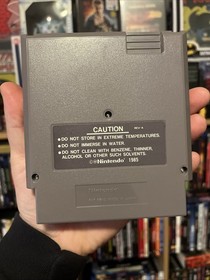 CAUTION
REV-A
• DO NOT STORE IN EXTREME TEMPERATURES.
• DO NOT IMMERSE IN WATER.
• DO NOT CLEAN WITH BENZENE, THINNER,
ALCOHOL OR OTHER SUCH SOLVENTS.
©Nintendo 1985